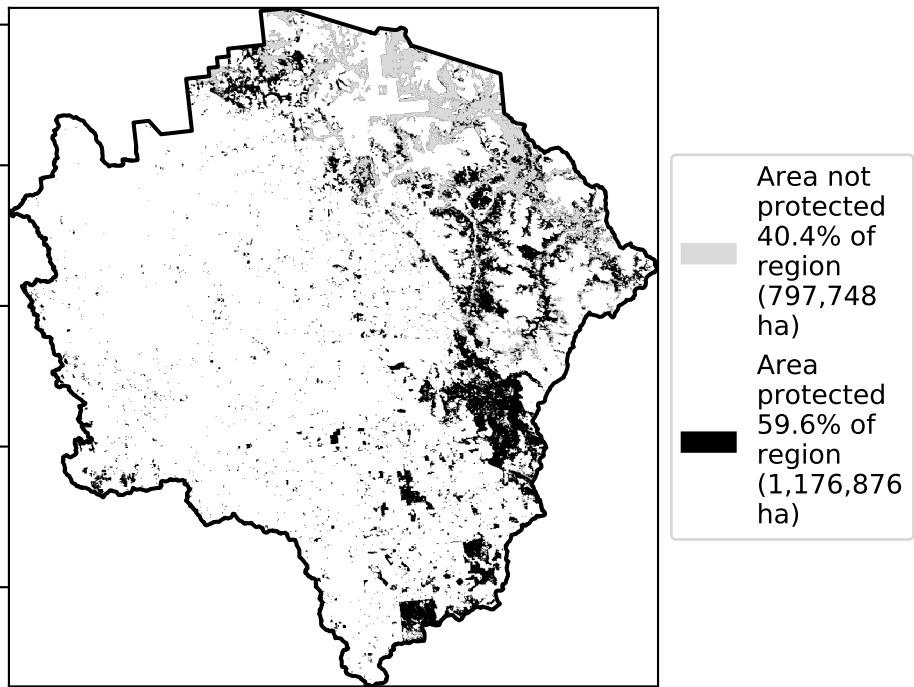 Area not
protected
40.4% of
region
(797,748
ha)
Area
protected
59.6% of
region
(1,176,876
ha)